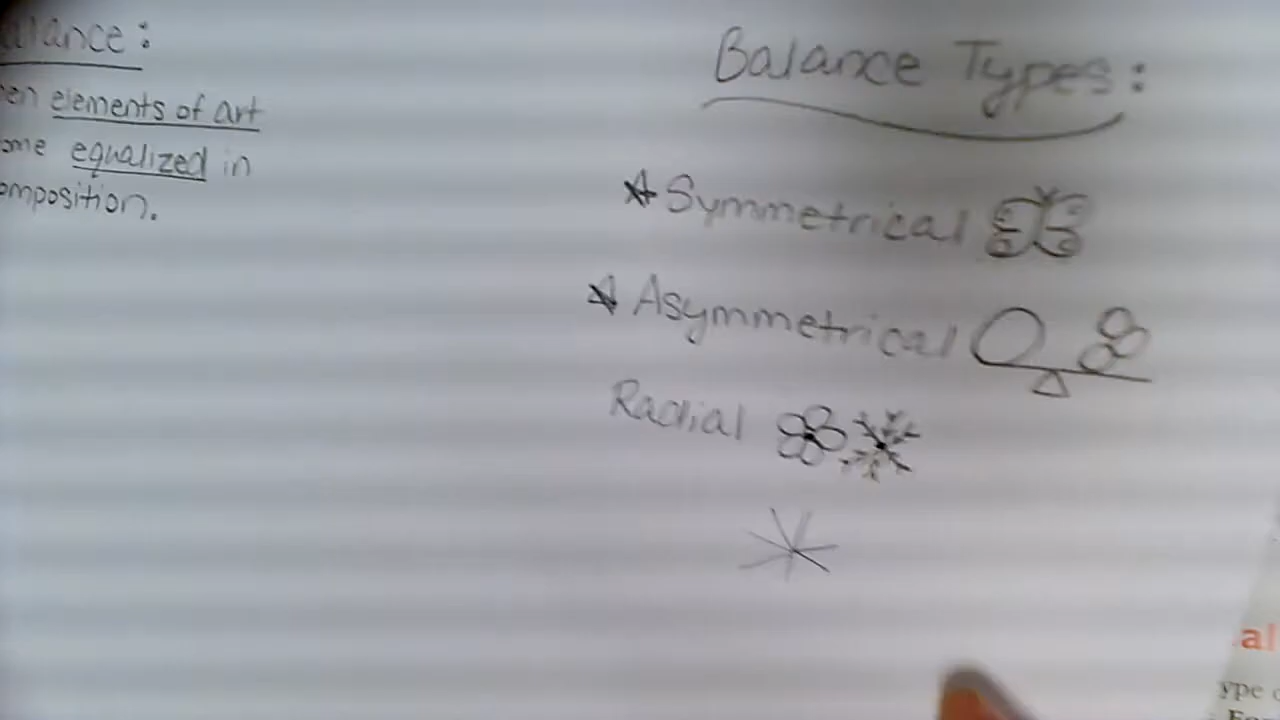 alance:
en elements of art
ome equalized in
omposition.
Balance Types:
Symmetrical
Asymmetrical
Radial
al
ype